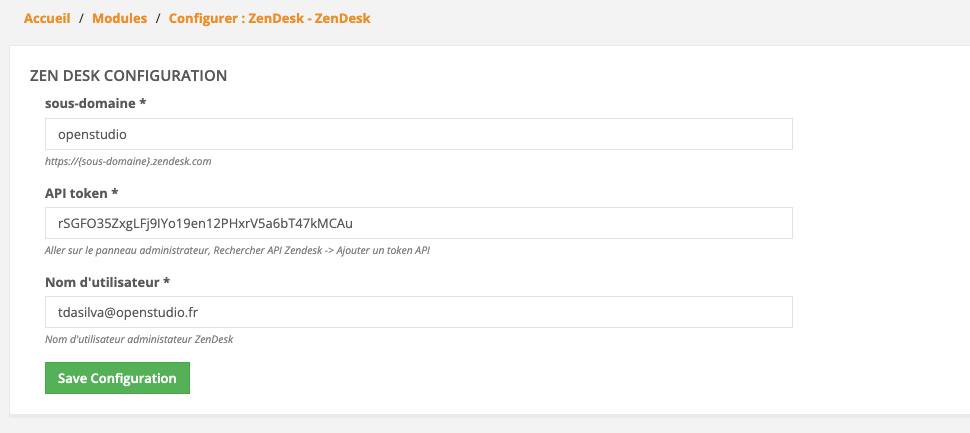 Accueil / Modules / Configurer : ZenDesk - ZenDesk
ZEN DESK CONFIGURATION
sous-domaine *
openstudio
https://{sous-domaine}.zendesk.com
API token *
rSGFO35ZxgLFj9IYo19en12PHxrV5a6bT47kMCAu
Aller sur le panneau administrateur, Rechercher API Zendesk -> Ajouter un token API
Nom d'utilisateur *
tdasilva@openstudio.fr
Nom d'utilisateur administateur ZenDesk
Save Configuration